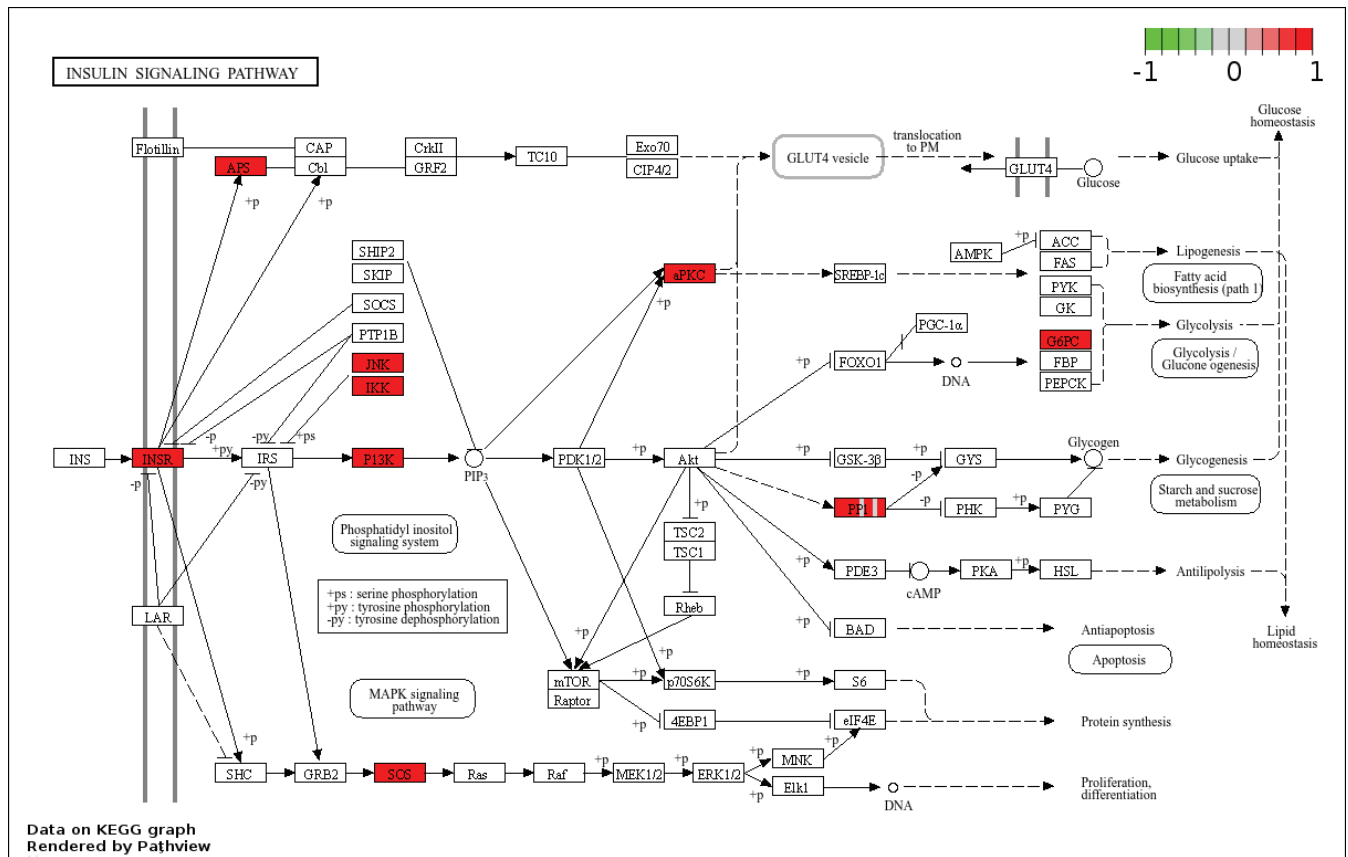 INSULIN SIGNALING PATHWAY
-1 0 1
Glucose
homeostasis
Flotillin
CAP
CrkII
Exo70
translocation
to PM
APS
Cbl
GRF2
TC10
CIP4/2
GLUT4 vesicle
GLUT4
Glucose
Glucose uptake
+p
+p
SHIP2
SKIP
SOCS
PTP1B
JNK
IKK
aPKC
+p
SREBP-1c
AMPK
+p
ACC
FAS
PYK
GK
Lipogenesis
Fatty acid
biosynthesis (path 1)
PGC-1α
FOXO1
+p
DNA
G6PC
FBP
PEPCK
Glycolysis
Glycolysis /
Glucone ogenesis
INS
INSR
-p
+py
-p
-py
+ps
IRS
-py
P13K
PIP3
PDK1/2
+p
Akt
+p
GSK-3β
+p
GYS
Glycogen
Glycogenesis
Starch and sucrose
metabolism
-p
PP1
-p
PHK
+p
PYG
Phosphatidyl inositol
signaling system
+p
TSC2
TSC1
+p
PDE3
cAMP
PKA
+p
HSL
Antilipolysis
+ps : serine phosphorylation
+py : tyrosine phosphorylation
-py : tyrosine dephosphorylation
LAR
Rheb
+p
+p
+p
BAD
Antiapoptosis
Apoptosis
Lipid
homeostasis
MAPK signaling
pathway
mTOR
Raptor
+p
p70S6K
+p
S6
+p
4EBP1
eIF4E
Protein synthesis
+p
SHC
GRB2
SOS
Ras
Raf
+p
MEK1/2
+p
ERK1/2
+p
MNK
+p
+p
Elk1
DNA
Proliferation,
differentiation
Data on KEGG graph
Rendered by Pathview